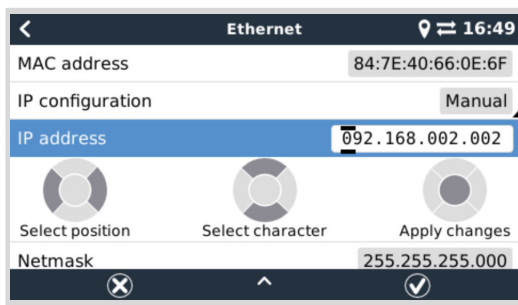 Ethernet 16:49
MAC address 84:7E:40:66:0E:6F
IP configuration Manual
IP address 092.168.002.002
Select position Select character Apply changes
Netmask 255.255.255.000